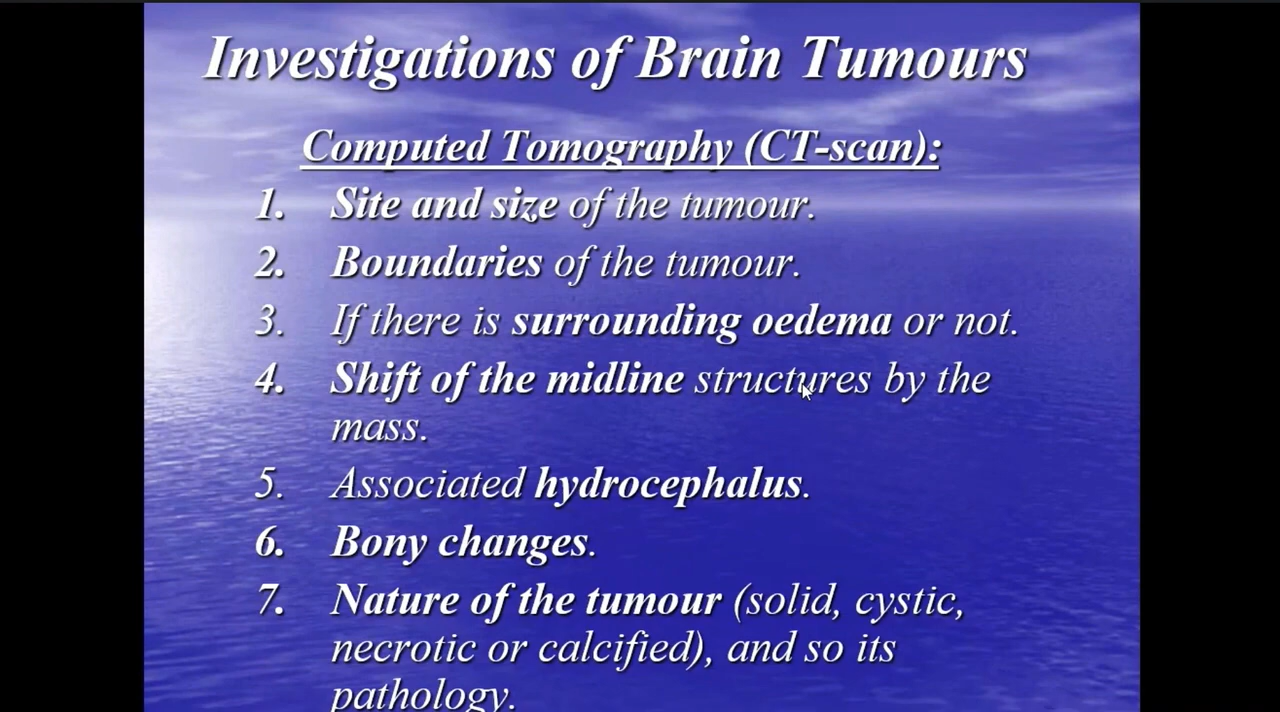 Investigations of Brain Tumours
Computed Tomography (CT-scan):
1. Site and size of the tumour.
2. Boundaries of the tumour.
3. If there is surrounding oedema or not.
4. Shift of the midline structures by the
mass.
5. Associated hydrocephalus.
6. Bony changes.
7. Nature of the tumour (solid, cystic,
necrotic or calcified), and so its
pathology.